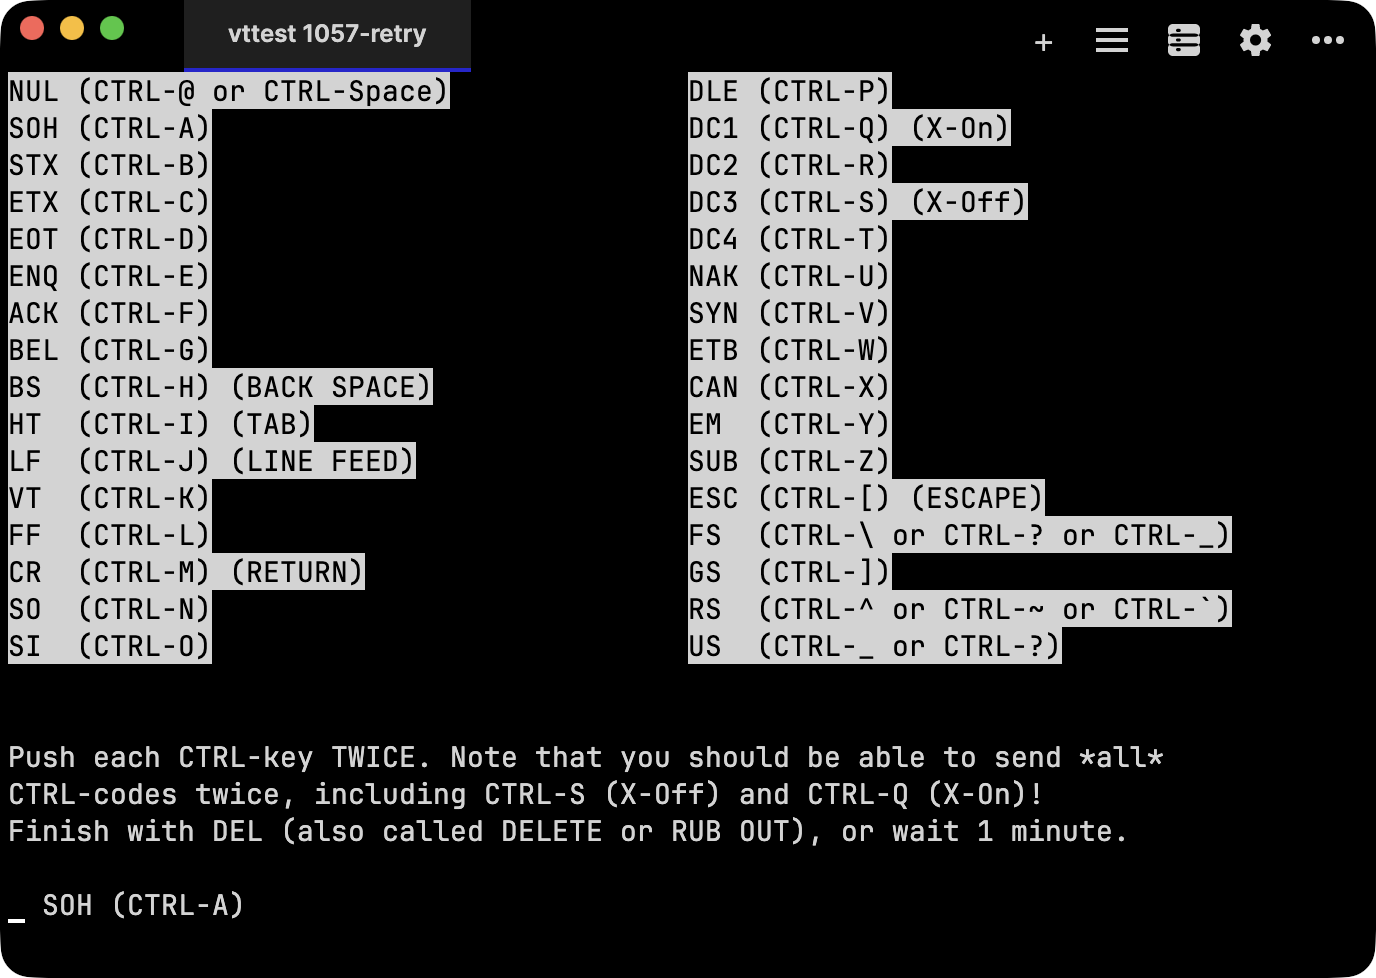 vttest 1057-retry
NUL (CTRL-@ or CTRL-Space) DLE (CTRL-P)
SOH (CTRL-A) DC1 (CTRL-Q) (X-On)
STX (CTRL-B) DC2 (CTRL-R)
ETX (CTRL-C) DC3 (CTRL-S) (X-Off)
EOT (CTRL-D) DC4 (CTRL-T)
ENQ (CTRL-E) NAK (CTRL-U)
ACK (CTRL-F) SYN (CTRL-V)
BEL (CTRL-G) ETB (CTRL-W)
BS  (CTRL-H) (BACK SPACE) CAN (CTRL-X)
HT  (CTRL-I) (TAB) EM  (CTRL-Y)
LF  (CTRL-J) (LINE FEED) SUB (CTRL-Z)
VT  (CTRL-K) ESC (CTRL-[) (ESCAPE)
FF  (CTRL-L) FS  (CTRL-\ or CTRL-? or CTRL-_)
CR  (CTRL-M) (RETURN) GS  (CTRL-])
SO  (CTRL-N) RS  (CTRL-^ or CTRL-~ or CTRL-`)
SI  (CTRL-O) US  (CTRL-_ or CTRL-?)
Push each CTRL-key TWICE. Note that you should be able to send *all*
CTRL-codes twice, including CTRL-S (X-Off) and CTRL-Q (X-On)!
Finish with DEL (also called DELETE or RUB OUT), or wait 1 minute.
_ SOH (CTRL-A)